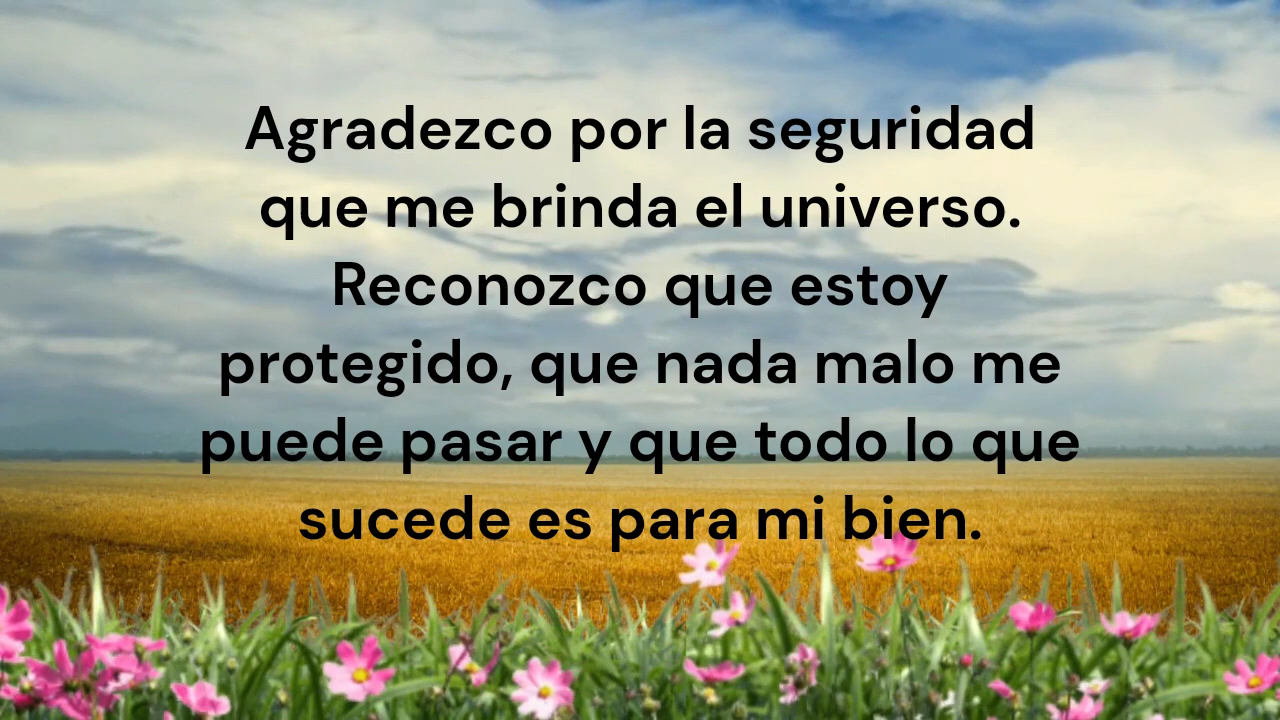 Agradezco por la seguridad
que me brinda el universo.
Reconozco que estoy
protegido, que nada malo me
puede pasar y que todo lo que
sucede es para mi bien.